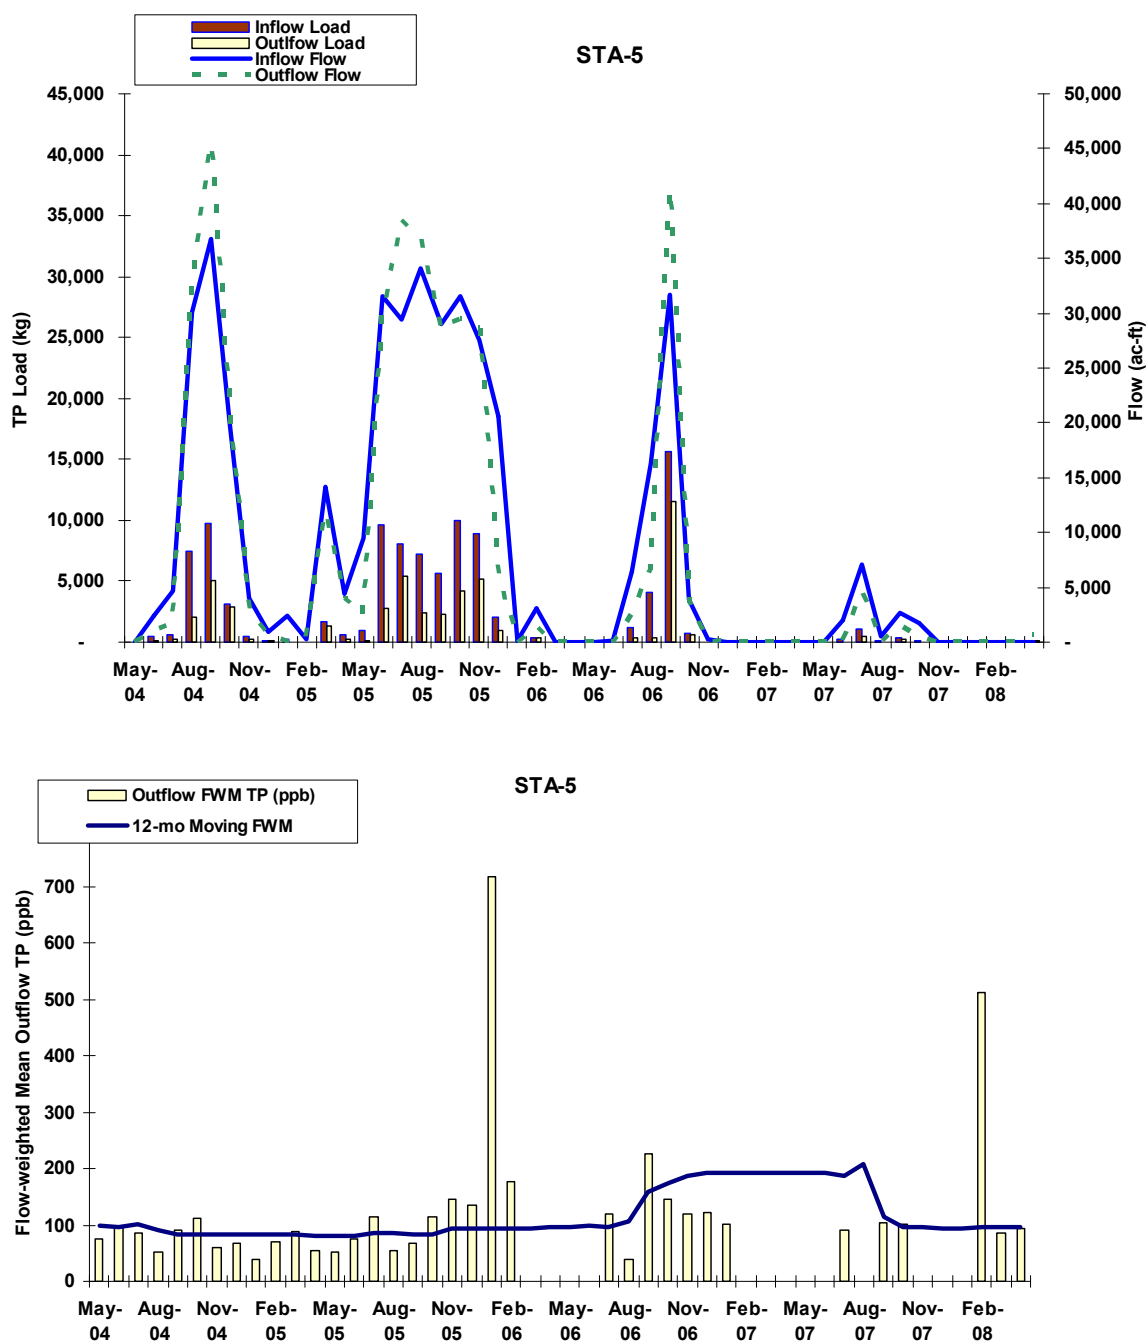 Inflow Load
Outlfow Load
Inflow Flow
Outflow Flow
STA-5
45,000
40,000
35,000
30,000
25,000
20,000
15,000
10,000
5,000
-
TP Load (kg)
50,000
45,000
40,000
35,000
30,000
25,000
20,000
15,000
10,000
5,000
-
Flow (ac-ft)
May- Aug- Nov- Feb- May- Aug- Nov- Feb- May- Aug- Nov- Feb- May- Aug- Nov- Feb-
04 04 04 05 05 05 05 06 06 06 06 07 07 07 07 08
STA-5
Outflow FWM TP (ppb)
12-mo Moving FWM
700
600
500
400
300
200
100
0
Flow-weighted Mean Outflow TP (ppb)
May- Aug- Nov- Feb- May- Aug- Nov- Feb- May- Aug- Nov- Feb- May- Aug- Nov- Feb-
04 04 04 05 05 05 05 06 06 06 06 07 07 07 07 08